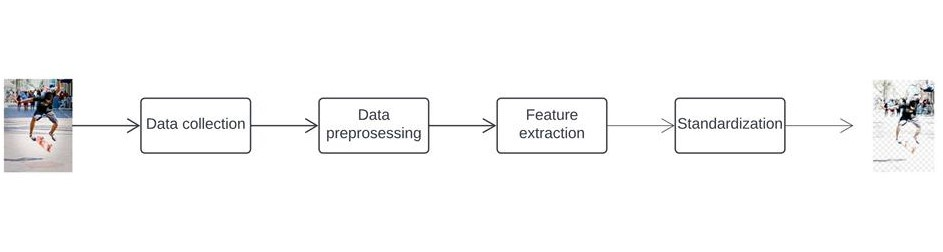 Data collection
Data
preprosessing
Feature
extraction
Standardization